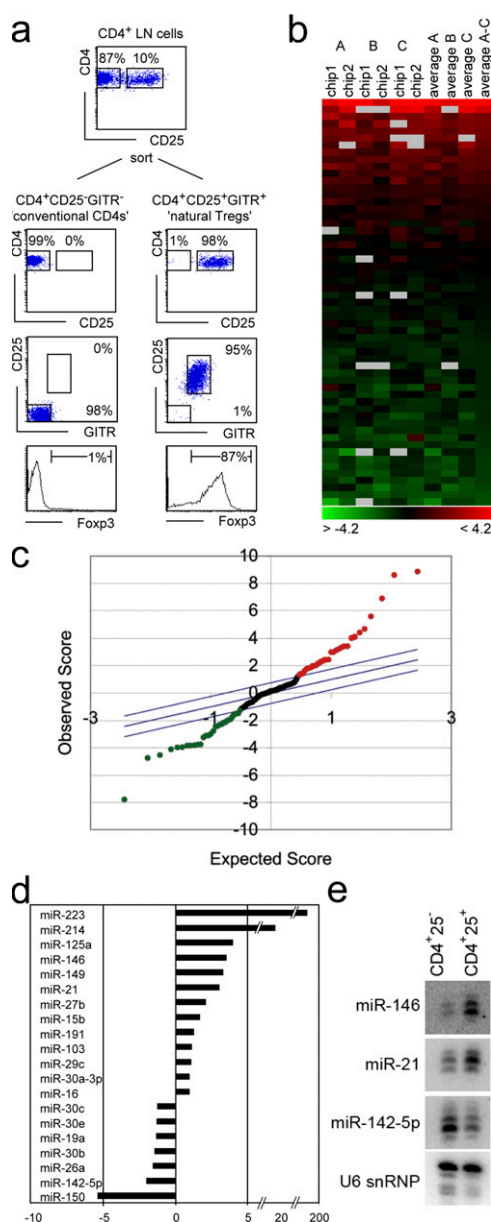 a
CD4⁺ LN cells
87% 10%
CD4
CD25
sort
CD4⁺CD25⁻GITR⁻
'conventional CD4s'
CD4⁺CD25⁺GITR⁺
'natural Tregs'
99% 0%
CD4
CD25
1% 98%
CD4
CD25
0%
98%
CD25
GITR
95%
1%
CD25
GITR
1%
Foxp3
87%
Foxp3
b
A B C
chip1
chip2
chip1
chip2
chip1
chip2
average A
average B
average C
average A-C
> -4.2 < 4.2
c
Observed Score
10
8
6
4
2
0
-2
-4
-6
-8
-10
-3 -1 1 3
Expected Score
d
miR-223
miR-214
miR-125a
miR-146
miR-149
miR-21
miR-27b
miR-15b
miR-191
miR-103
miR-29c
miR-30a-3p
miR-16
miR-30c
miR-30e
miR-19a
miR-30b
miR-26a
miR-142-5p
miR-150
-10 -5 0 5 20 200
e
CD4⁺25⁻
CD4⁺25⁺
miR-146
miR-21
miR-142-5p
U6 snRNP